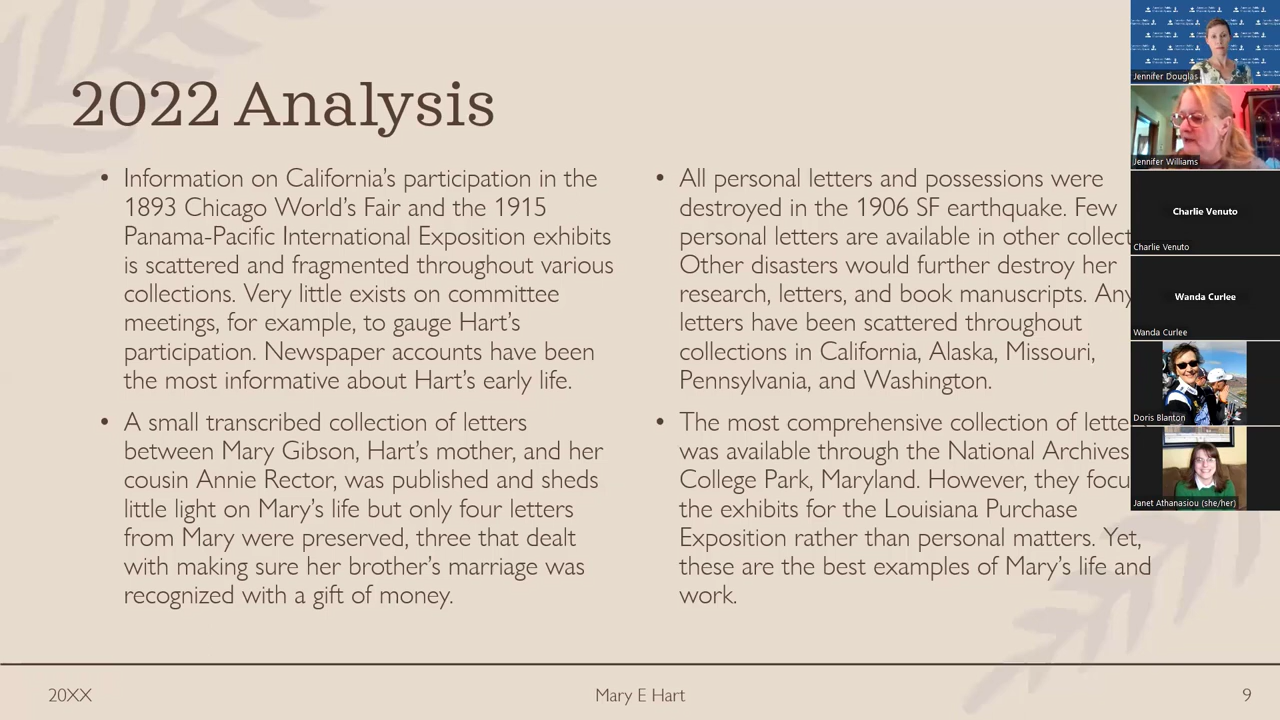 2022 Analysis
• Information on California's participation in the
1893 Chicago World's Fair and the 1915
Panama-Pacific International Exposition exhibits
is scattered and fragmented throughout various
collections. Very little exists on committee
meetings, for example, to gauge Hart's
participation. Newspaper accounts have been
the most informative about Hart's early life.
• A small transcribed collection of letters
between Mary Gibson, Hart's mother, and her
cousin Annie Rector, was published and sheds
little light on Mary's life but only four letters
from Mary were preserved, three that dealt
with making sure her brother's marriage was
recognized with a gift of money.
• All personal letters and possessions were
destroyed in the 1906 SF earthquake. Few
personal letters are available in other collect
Other disasters would further destroy her
research, letters, and book manuscripts. Any
letters have been scattered throughout
collections in California, Alaska, Missouri,
Pennsylvania, and Washington.
• The most comprehensive collection of lette
was available through the National Archives
College Park, Maryland. However, they focu
the exhibits for the Louisiana Purchase
Exposition rather than personal matters. Yet,
these are the best examples of Mary's life and
work.
20XX
Mary E Hart
9
Jennifer Douglas
Jennifer Williams
Charlie Venuto
Charlie Venuto
Wanda Curlee
Wanda Curlee
Doris Blanton
Janet Athanasiou (she/her)